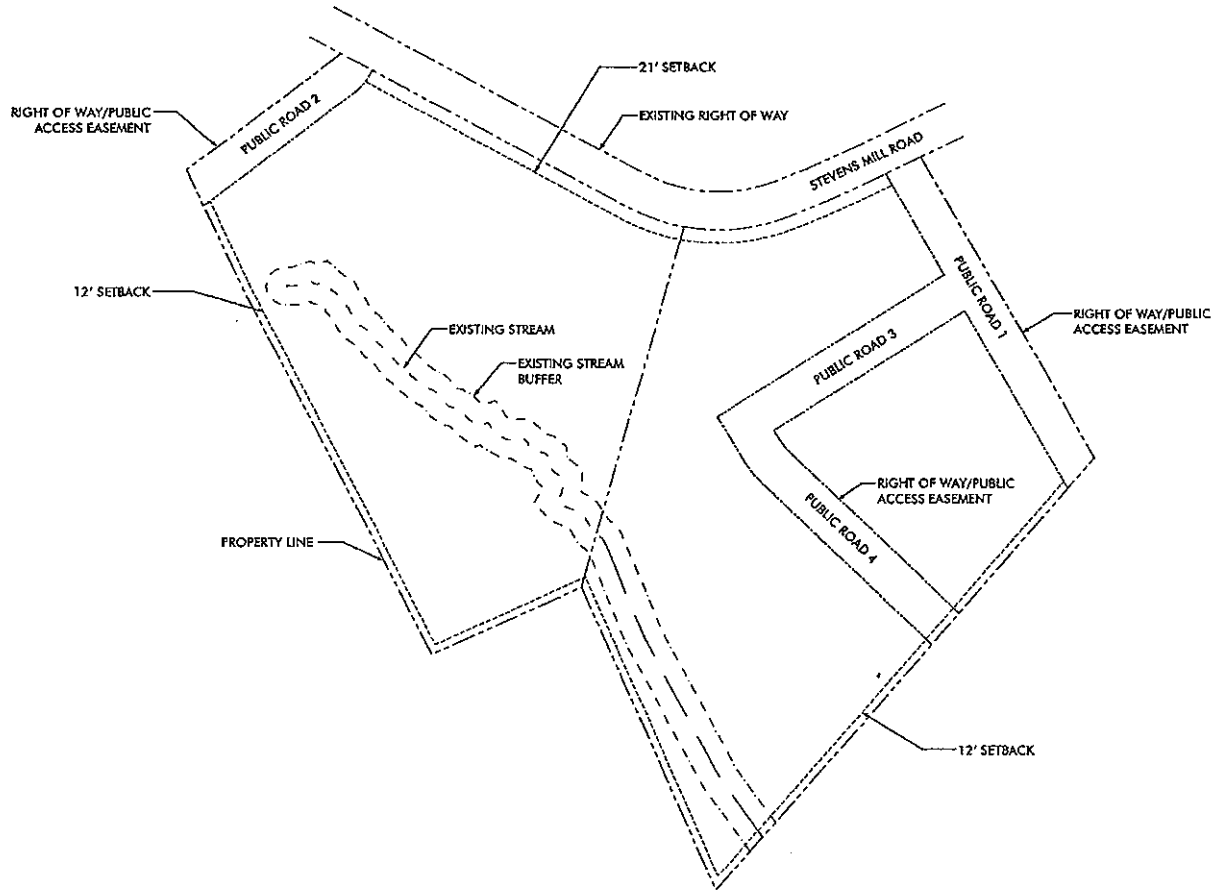 21' SETBACK
RIGHT OF WAY/PUBLIC
ACCESS EASEMENT
PUBLIC ROAD 2
EXISTING RIGHT OF WAY
STEVENS MILL ROAD
12' SETBACK
PUBLIC ROAD 1
RIGHT OF WAY/PUBLIC
ACCESS EASEMENT
EXISTING STREAM
PUBLIC ROAD 3
EXISTING STREAM
BUFFER
RIGHT OF WAY/PUBLIC
ACCESS EASEMENT
PUBLIC ROAD 4
PROPERTY LINE
12' SETBACK